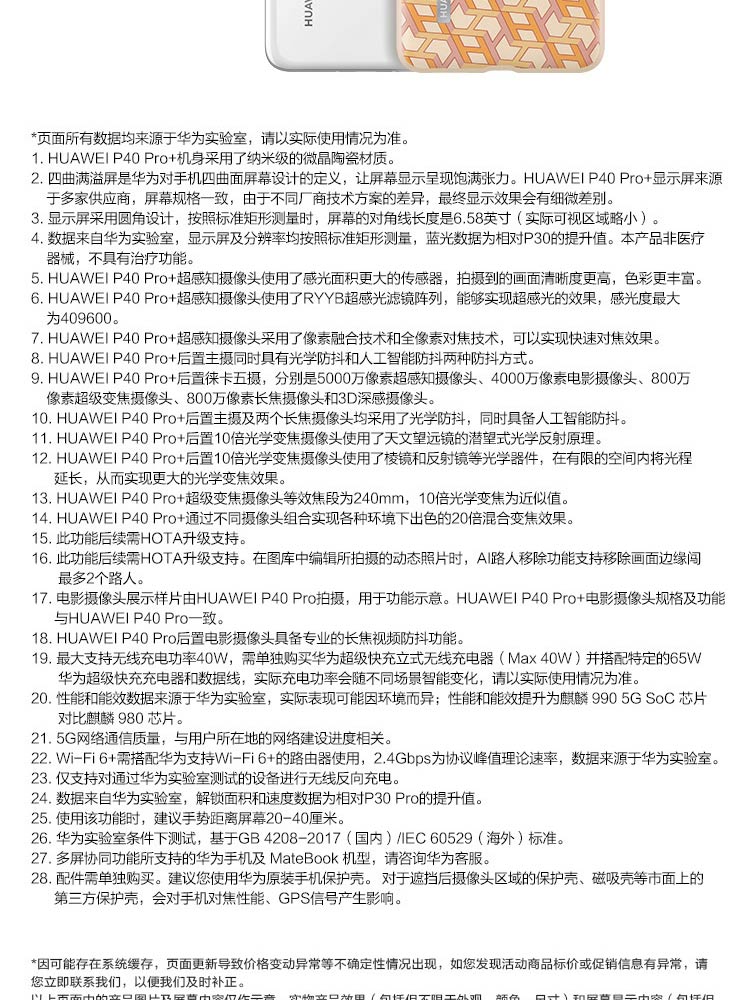 HUAW
HUA
*页面所有数据均来源于华为实验室，请以实际使用情况为准。
1. HUAWEI P40 Pro+机身采用了纳米级的微晶陶瓷材质。
2. 四曲满溢屏是华为对手机四曲面屏幕设计的定义，让屏幕显示呈现饱满张力。HUAWEI P40 Pro+显示屏来源
于多家供应商，屏幕规格一致，由于不同厂商技术方案的差异，最终显示效果会有细微差别。
3. 显示屏采用圆角设计，按照标准矩形测量时，屏幕的对角线长度是6.58英寸（实际可视区域略小）。
4. 数据来自华为实验室，显示屏及分辨率均按照标准矩形测量，蓝光数据为相对P30的提升值。本产品非医疗
器械，不具有治疗功能。
5. HUAWEI P40 Pro+超感知摄像头使用了感光面积更大的传感器，拍摄到的画面清晰度更高，色彩更丰富。
6. HUAWEI P40 Pro+超感知摄像头使用了RYYB超感光滤镜阵列，能够实现超感光的效果，感光度最大
为409600。
7. HUAWEI P40 Pro+超感知摄像头采用了像素融合技术和全像素对焦技术，可以实现快速对焦效果。
8. HUAWEI P40 Pro+后置主摄同时具有光学防抖和人工智能防抖两种防抖方式。
9. HUAWEI P40 Pro+后置徕卡五摄，分别是5000万像素超感知摄像头、4000万像素电影摄像头、800万
像素超级变焦摄像头、800万像素长焦摄像头和3D深感摄像头。
10. HUAWEI P40 Pro+后置主摄及两个长焦摄像头均采用了光学防抖，同时具备人工智能防抖。
11. HUAWEI P40 Pro+后置10倍光学变焦摄像头使用了天文望远镜的潜望式光学反射原理。
12. HUAWEI P40 Pro+后置10倍光学变焦摄像头使用了棱镜和反射镜等光学器件，在有限的空间内将光程
延长，从而实现更大的光学变焦效果。
13. HUAWEI P40 Pro+超级变焦摄像头等效焦段为240mm，10倍光学变焦为近似值。
14. HUAWEI P40 Pro+通过不同摄像头组合实现各种环境下出色的20倍混合变焦效果。
15. 此功能后续需HOTA升级支持。
16. 此功能后续需HOTA升级支持。在图库中编辑所拍摄的动态照片时，AI路人移除功能支持移除画面边缘闯
最多2个路人。
17. 电影摄像头展示样片由HUAWEI P40 Pro拍摄，用于功能示意。HUAWEI P40 Pro+电影摄像头规格及功能
与HUAWEI P40 Pro一致。
18. HUAWEI P40 Pro后置电影摄像头具备专业的长焦视频防抖功能。
19. 最大支持无线充电功率40W，需单独购买华为超级快充立式无线充电器（Max 40W）并搭配特定的65W
华为超级快充充电器和数据线，实际充电功率会随不同场景智能变化，请以实际使用情况为准。
20. 性能和能效数据来源于华为实验室，实际表现可能因环境而异；性能和能效提升为麒麟 990 5G SoC 芯片
对比麒麟 980 芯片。
21. 5G网络通信质量，与用户所在地的网络建设进度相关。
22. Wi-Fi 6+需搭配华为支持Wi-Fi 6+的路由器使用，2.4Gbps为协议峰值理论速率，数据来源于华为实验室。
23. 仅支持对通过华为实验室测试的设备进行无线反向充电。
24. 数据来自华为实验室，解锁面积和速度数据为相对P30 Pro的提升值。
25. 使用该功能时，建议手势距离屏幕20-40厘米。
26. 华为实验室条件下测试，基于GB 4208-2017（国内）/IEC 60529（海外）标准。
27. 多屏协同功能所支持的华为手机及 MateBook 机型，请咨询华为客服。
28. 配件需单独购买。建议您使用华为原装手机保护壳。 对于遮挡后摄像头区域的保护壳、磁吸壳等市面上的
第三方保护壳，会对手机对焦性能、GPS信号产生影响。
*因可能存在系统缓存，页面更新导致价格变动异常等不确定性情况出现，如您发现活动商品标价或促销信息有异常，请
您立即联系我们，以便我们及时补正。
以上页面中的产品图片及屏幕内容仅作示意，实物产品效果（包括但不限于外观、颜色、尺寸）和屏幕显示内容（包括但